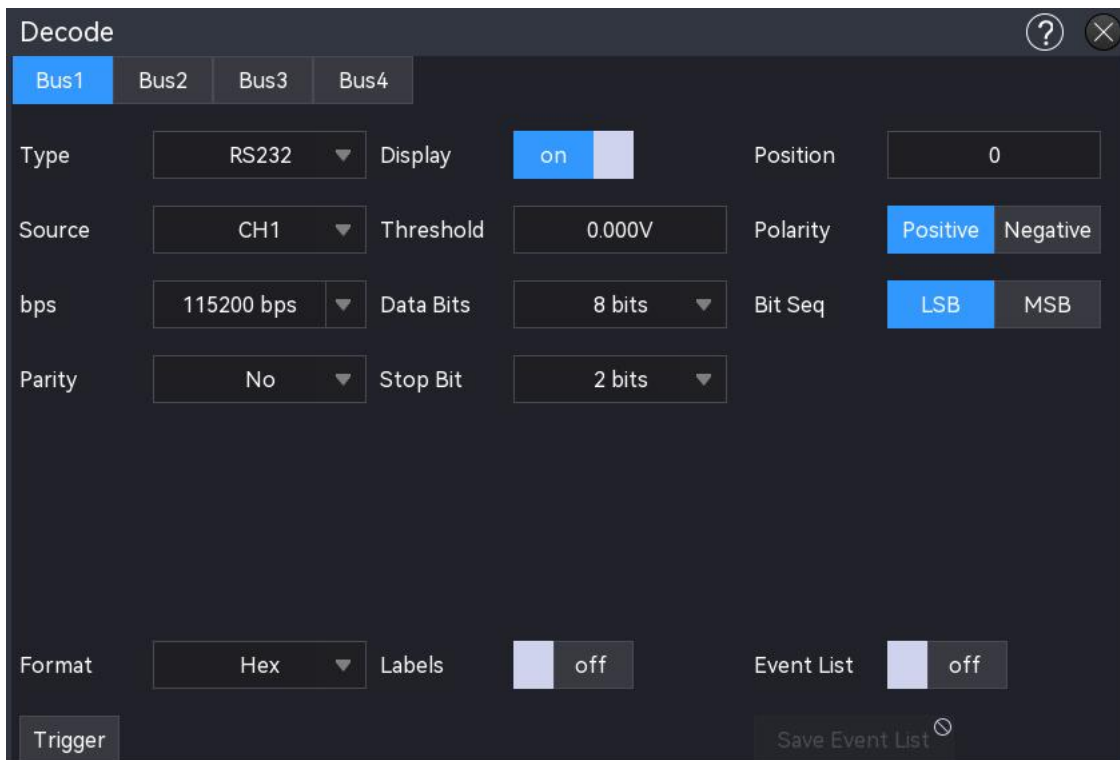 Decode ?
Bus1 Bus2 Bus3 Bus4
Type RS232 Display on Position 0
Source CH1 Threshold 0.000V Polarity Positive Negative
bps 115200 bps Data Bits 8 bits Bit Seq LSB MSB
Parity No Stop Bit 2 bits
Format Hex Labels off Event List off
Trigger Save Event List